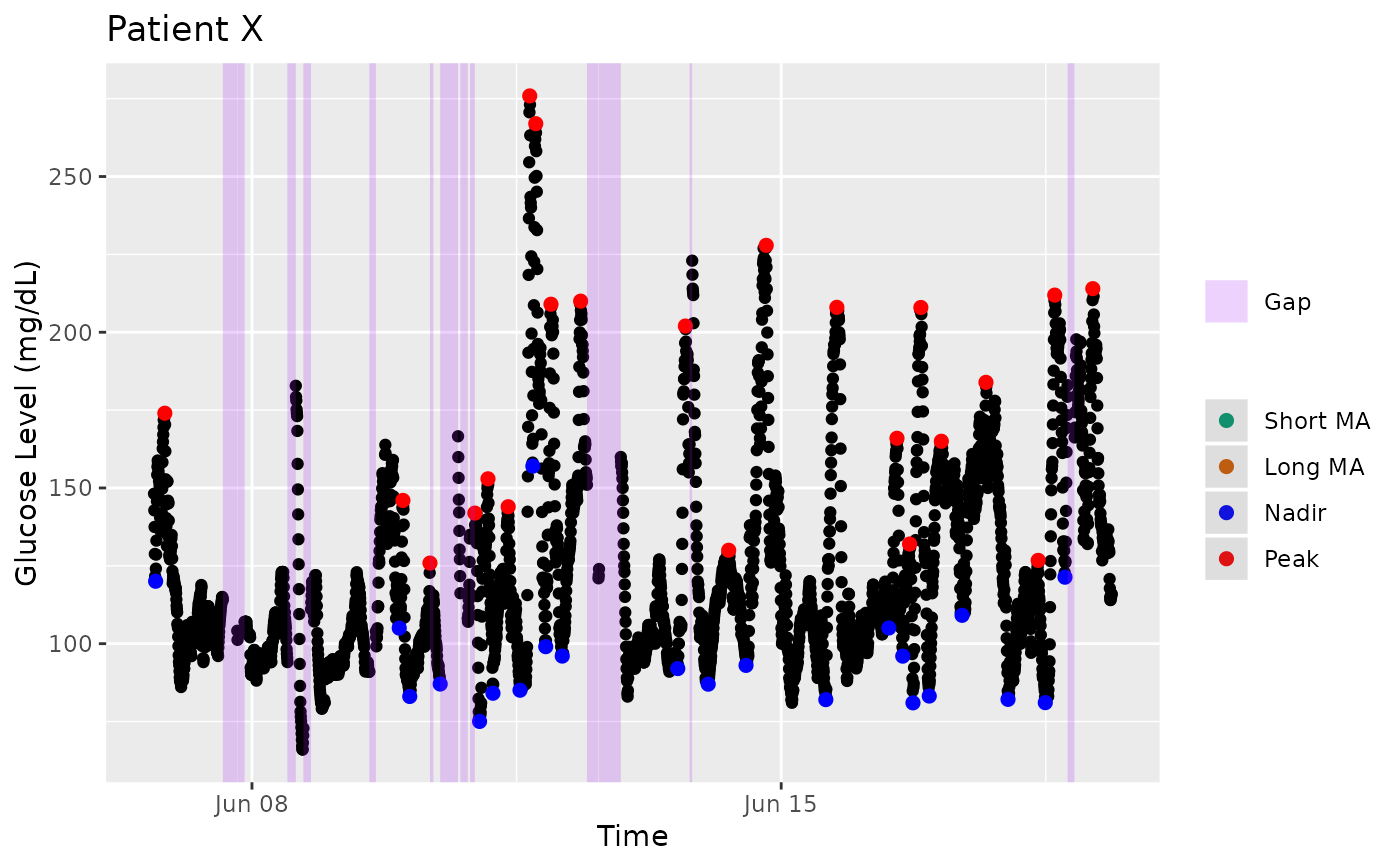 Patient X
Glucose Level (mg/dL)
250
200
150
100
Jun 08
Jun 15
Time
Gap
Short MA
Long MA
Nadir
Peak